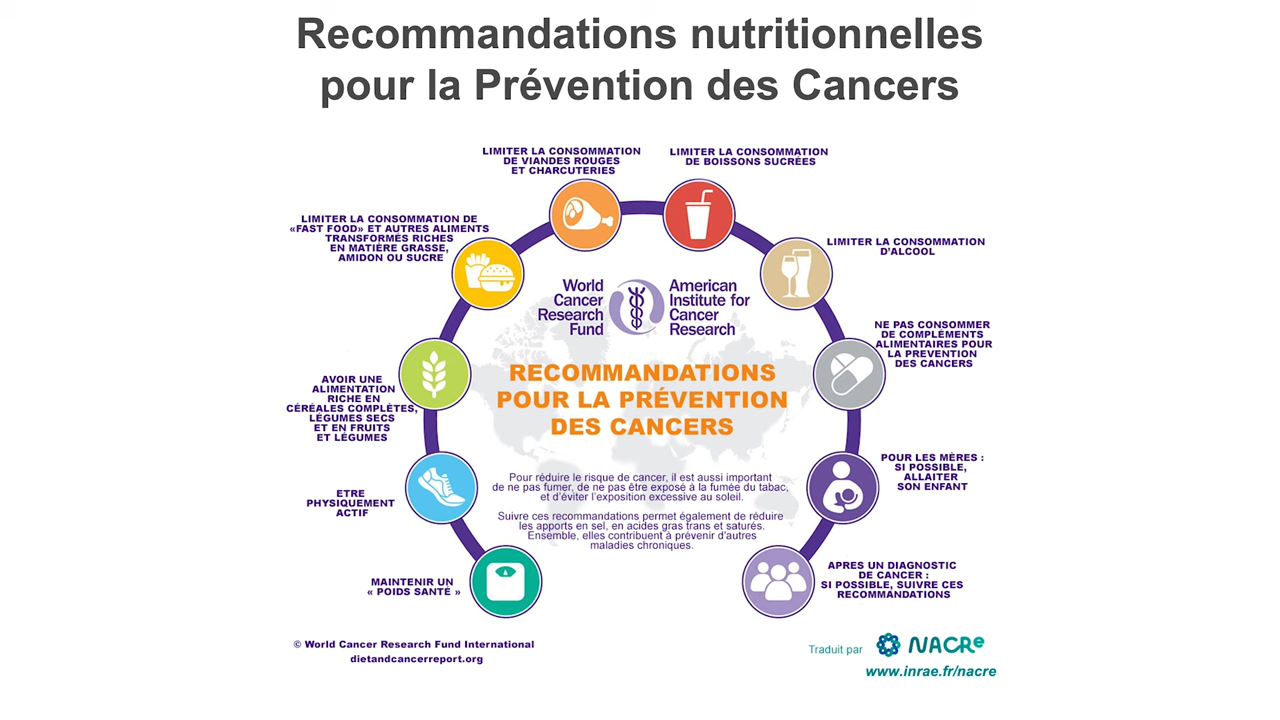 Recommandations nutritionnelles
pour la Prévention des Cancers
LIMITER LA CONSOMMATION
DE VIANDES ROUGES
ET CHARCUTERIES
LIMITER LA CONSOMMATION
DE BOISSONS SUCRÉES
LIMITER LA CONSOMMATION DE
«FAST FOOD» ET AUTRES ALIMENTS
TRANSFORMÉS RICHES
EN MATIÈRE GRASSE,
AMIDON OU SUCRE
LIMITER LA CONSOMMATION
D'ALCOOL
World
Cancer
Research
Fund
American
Institute for
Cancer
Research
NE PAS CONSOMMER
DE COMPLÉMENTS
ALIMENTAIRES POUR
LA PREVENTION
DES CANCERS
RECOMMANDATIONS
POUR LA PRÉVENTION
DES CANCERS
AVOIR UNE
ALIMENTATION
RICHE EN
CÉRÉALES COMPLÈTES,
LÉGUMES SECS
ET EN FRUITS
ET LÉGUMES
POUR LES MÈRES :
SI POSSIBLE,
ALLAITER
SON ENFANT
Pour réduire le risque de cancer, il est aussi important
de ne pas fumer, de ne pas être exposé à la fumée du tabac,
et d'éviter l'exposition excessive au soleil.
Suivre ces recommandations permet également de réduire
les apports en sel, en acides gras trans et saturés.
Ensemble, elles contribuent à prévenir d'autres
maladies chroniques.
ETRE
PHYSIQUEMENT
ACTIF
MAINTENIR UN
« POIDS SANTÉ »
APRES UN DIAGNOSTIC
DE CANCER :
SI POSSIBLE, SUIVRE CES
RECOMMANDATIONS
© World Cancer Research Fund International
dietandcancerreport.org
Traduit par
NACRe
www.inrae.fr/nacre